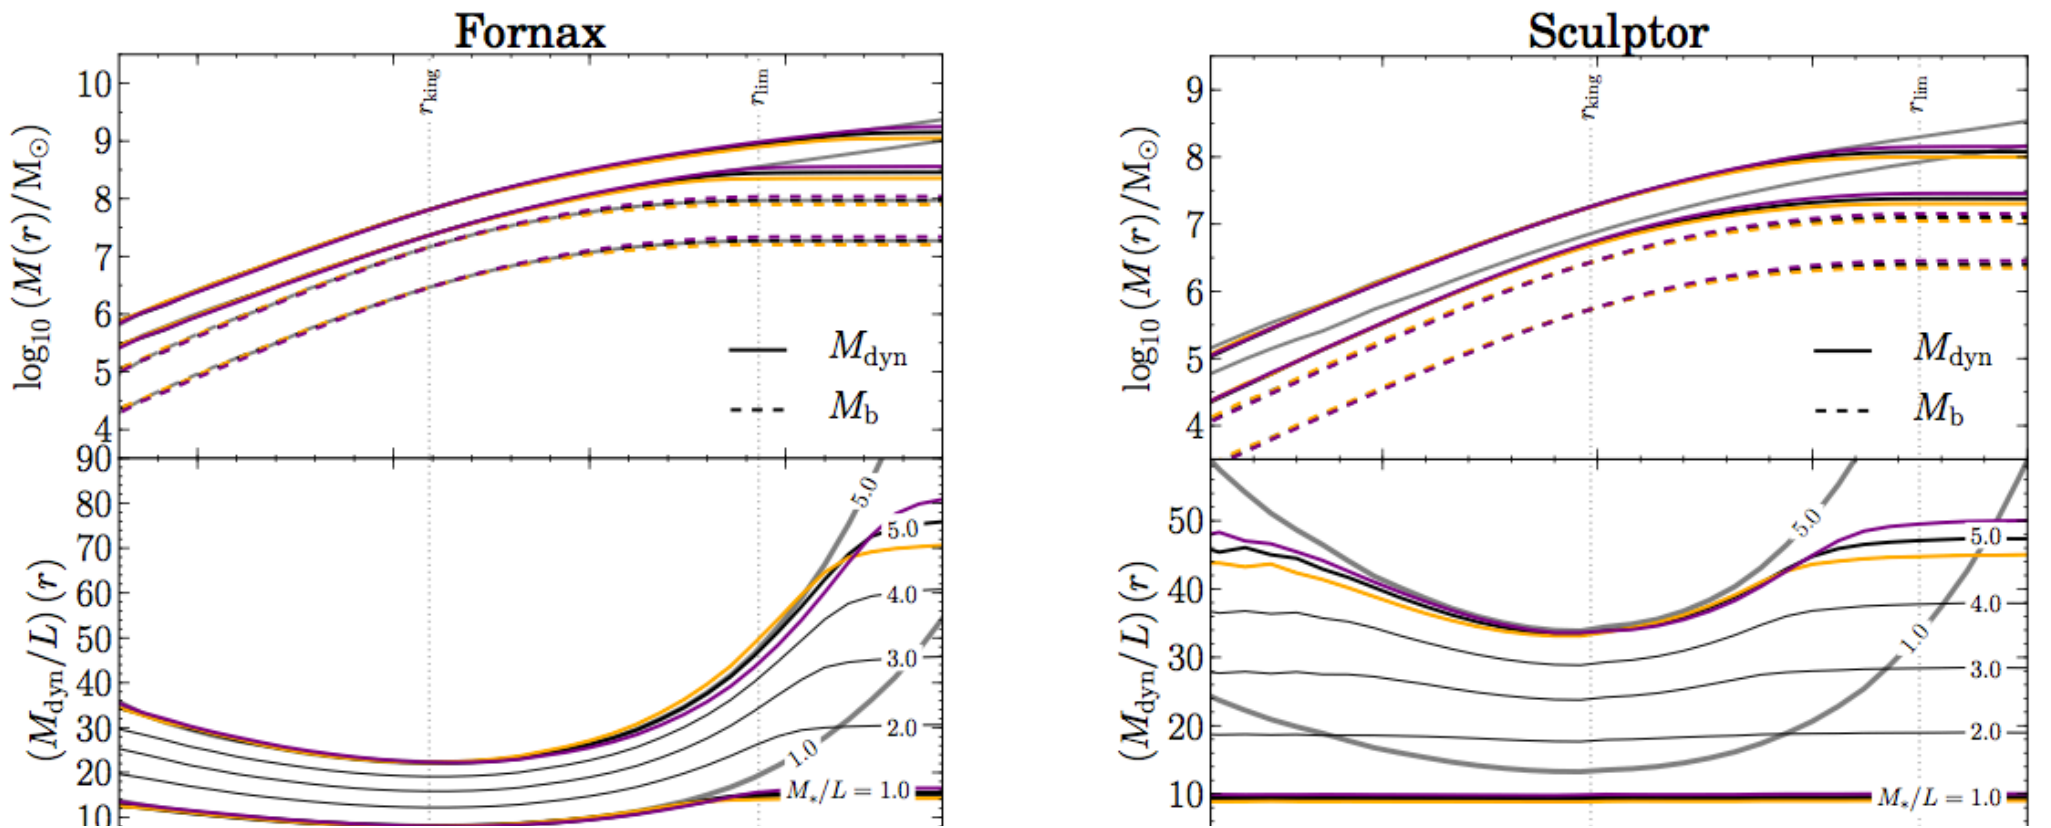 Fornax
Sculptor
log₁₀ (M(r)/M⊙)
10
9
8
7
6
5
4
r_king
r_lim
M_dyn
M_b
(M_dyn/L) (r)
90
80
70
60
50
40
30
20
10
5.0
5.0
4.0
3.0
2.0
1.0
M_*/L = 1.0
log₁₀ (M(r)/M⊙)
9
8
7
6
5
4
r_king
r_lim
M_dyn
M_b
(M_dyn/L) (r)
50
40
30
20
10
5.0
5.0
4.0
1.0
3.0
2.0
M_*/L = 1.0